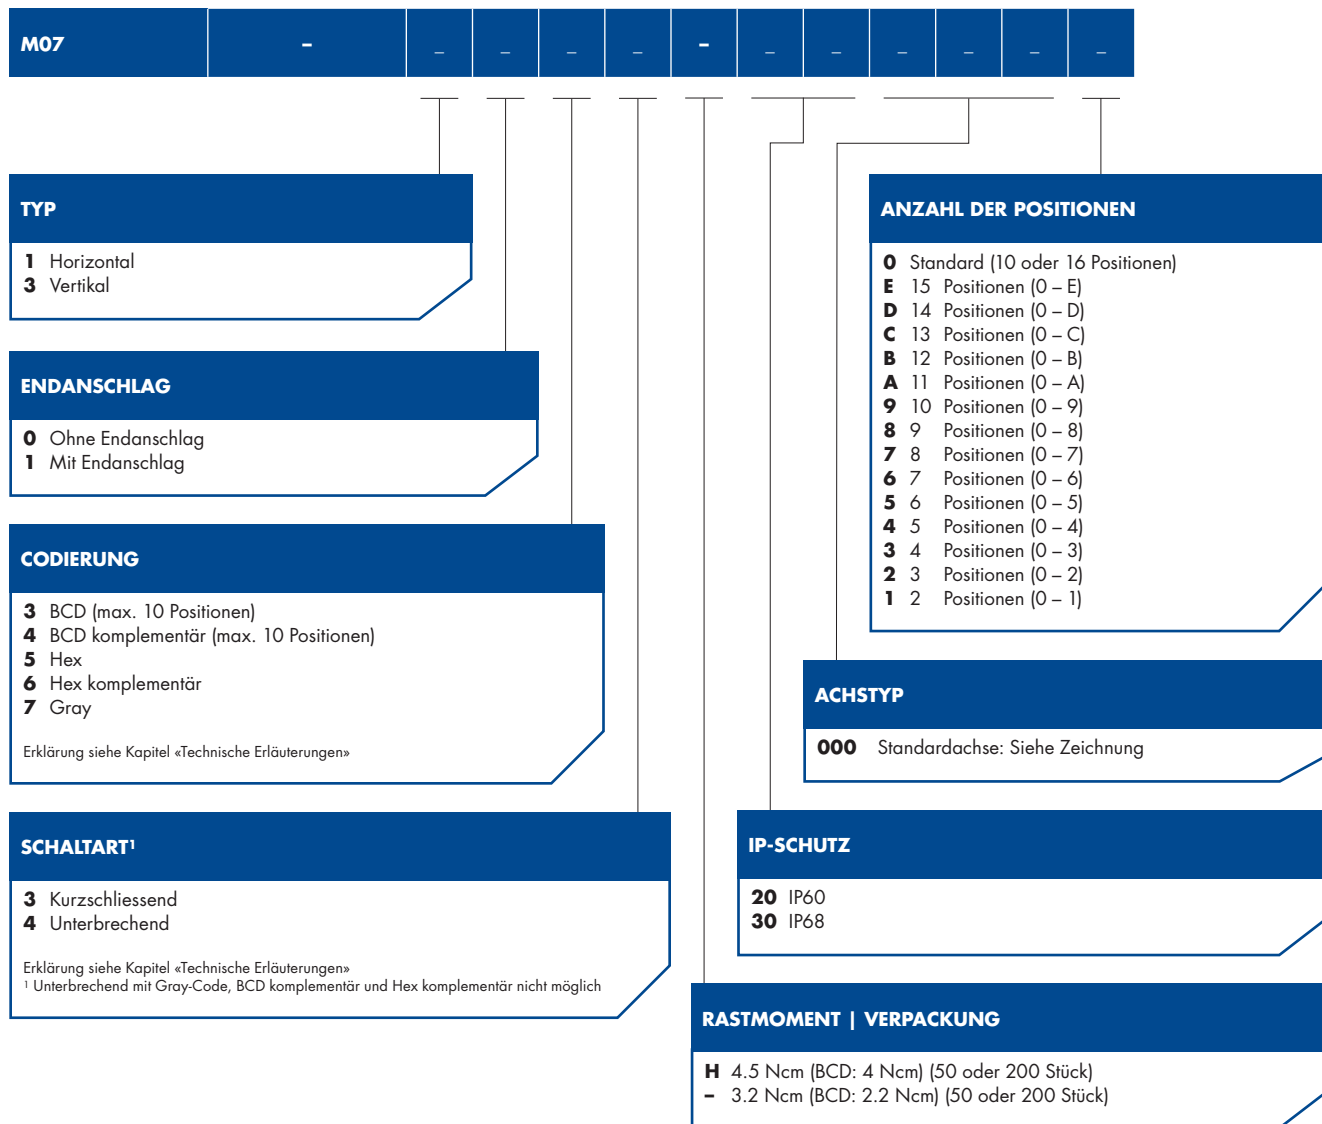 M07 – _ _ _ _ – _ _ _ _ _ _
TYP
1 Horizontal
3 Vertikal
ENDANSCHLAG
0 Ohne Endanschlag
1 Mit Endanschlag
CODIERUNG
3 BCD (max. 10 Positionen)
4 BCD komplementär (max. 10 Positionen)
5 Hex
6 Hex komplementär
7 Gray
Erklärung siehe Kapitel «Technische Erläuterungen»
SCHALTART¹
3 Kurzschliessend
4 Unterbrechend
Erklärung siehe Kapitel «Technische Erläuterungen»
¹ Unterbrechend mit Gray-Code, BCD komplementär und Hex komplementär nicht möglich
ANZAHL DER POSITIONEN
0 Standard (10 oder 16 Positionen)
E 15 Positionen (0 – E)
D 14 Positionen (0 – D)
C 13 Positionen (0 – C)
B 12 Positionen (0 – B)
A 11 Positionen (0 – A)
9 10 Positionen (0 – 9)
8 9 Positionen (0 – 8)
7 8 Positionen (0 – 7)
6 7 Positionen (0 – 6)
5 6 Positionen (0 – 5)
4 5 Positionen (0 – 4)
3 4 Positionen (0 – 3)
2 3 Positionen (0 – 2)
1 2 Positionen (0 – 1)
ACHSTYP
000 Standardachse: Siehe Zeichnung
IP-SCHUTZ
20 IP60
30 IP68
RASTMOMENT | VERPACKUNG
H 4.5 Ncm (BCD: 4 Ncm) (50 oder 200 Stück)
– 3.2 Ncm (BCD: 2.2 Ncm) (50 oder 200 Stück)